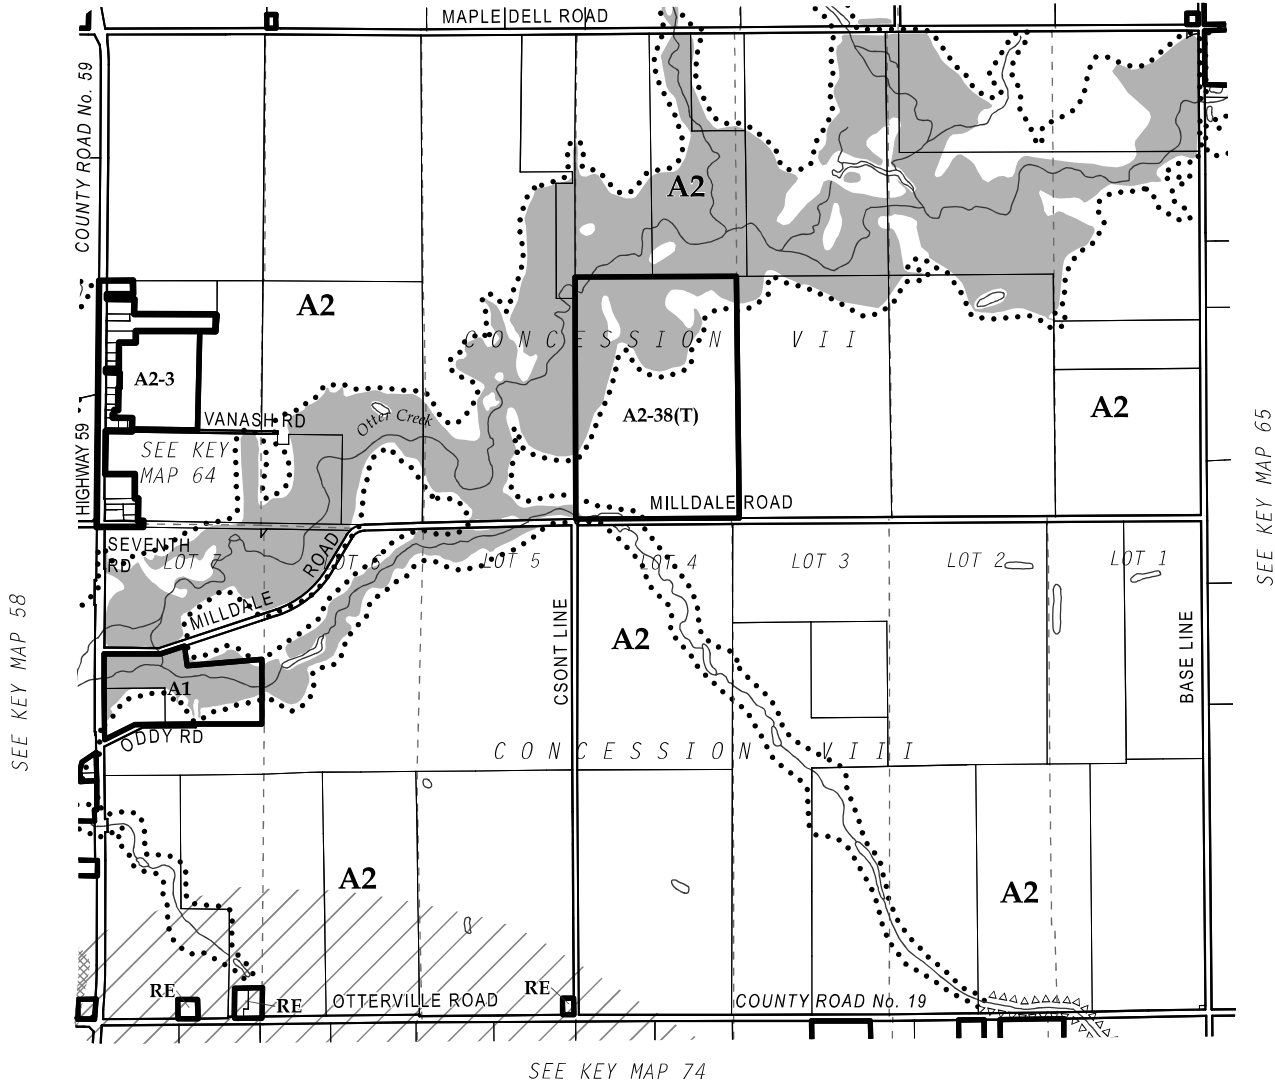 MAPLE DELL ROAD
COUNTY ROAD No. 59
A2
A2
CONCESSION VII
A2-3
A2-38(T)
A2
VANASH RD
Otter Creek
SEE KEY
MAP 64
HIGHWAY 59
MILLDALE ROAD
SEE KEY MAP 65
SEVENTH
RD
LOT 7
LOT 6
LOT 5
LOT 4
LOT 3
LOT 2
LOT 1
MILLDALE ROAD
SEE KEY MAP 58
CSONT LINE
A2
BASE LINE
A1
ODDY RD
CONCESSION VIII
A2
A2
RE
RE
OTTERVILLE ROAD
RE
COUNTY ROAD No. 19
SEE KEY MAP 74